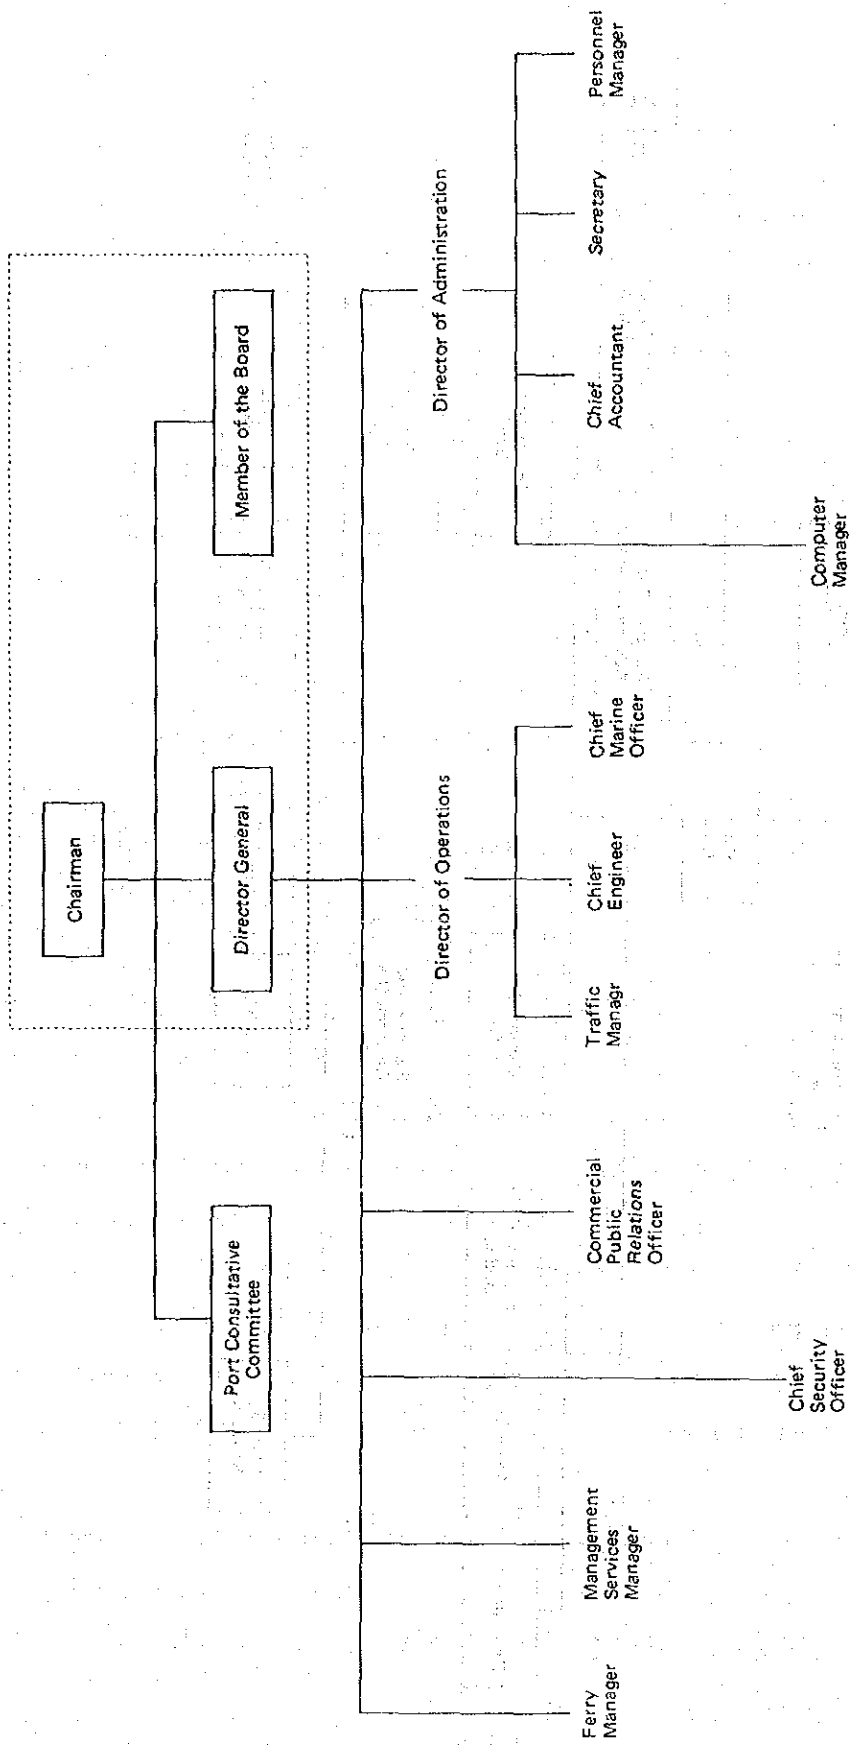 Chairman
Port Consultative
Committee
Director General
Member of the Board
Director of Operations
Director of Administration
Ferry
Manager
Management
Services
Manager
Chief
Security
Officer
Commercial
Public
Relations
Officer
Traffic
Managr
Chief
Engineer
Chief
Marine
Officer
Computer
Manager
Chief
Accountant
Secretary
Personnel
Manager